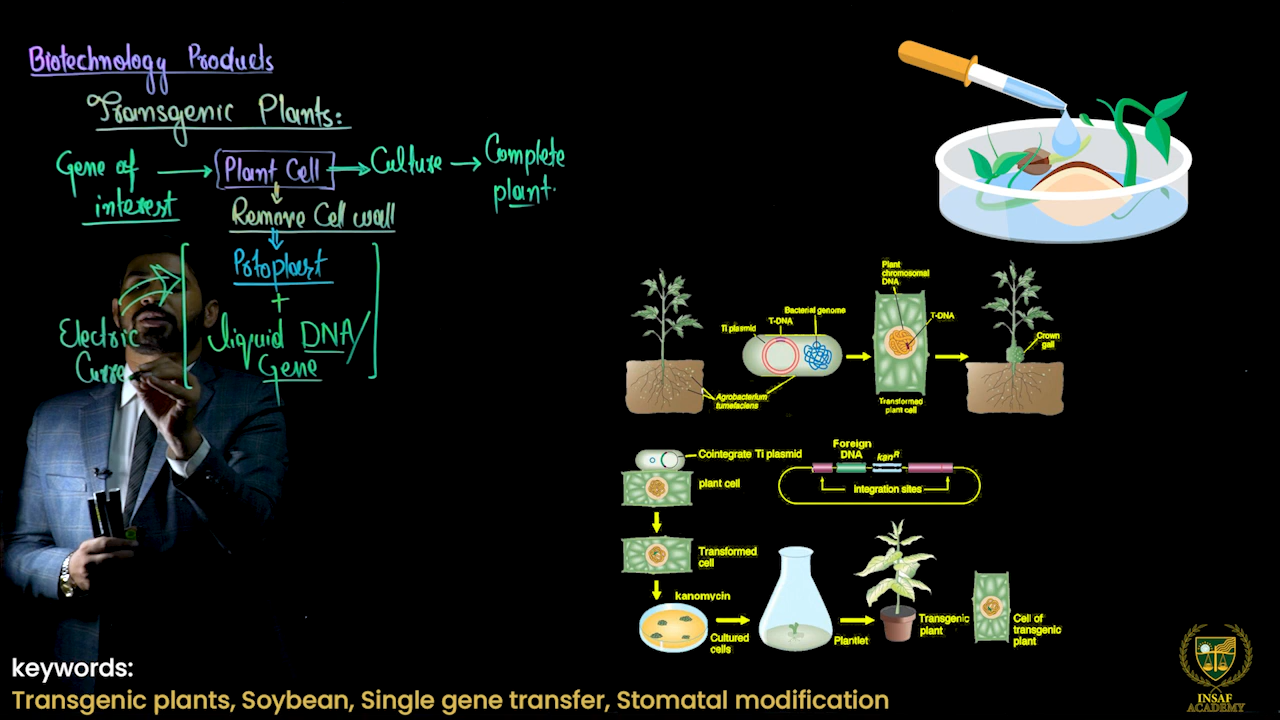 Biotechnology Products
Transgenic Plants:
Gene of interest → Plant Cell → Culture → Complete plant.
Remove Cell wall
Potoplast
+
liquid DNA/
Gene
Electric
Curre
Plant
chromosomal
DNA
Bacterial genome
T-DNA
Ti plasmid
T-DNA
Crown
gall
Agrobacterium
tumefaciens
Transformed
plant cell
Cointegrate Ti plasmid
plant cell
Foreign
DNA
kanR
Integration sites
Transformed
cell
kanomycin
Cultured
cells
Plantlet
Transgenic
plant
Cell of
transgenic
plant
keywords:
Transgenic plants, Soybean, Single gene transfer, Stomatal modification
INSAF
ACADEMY